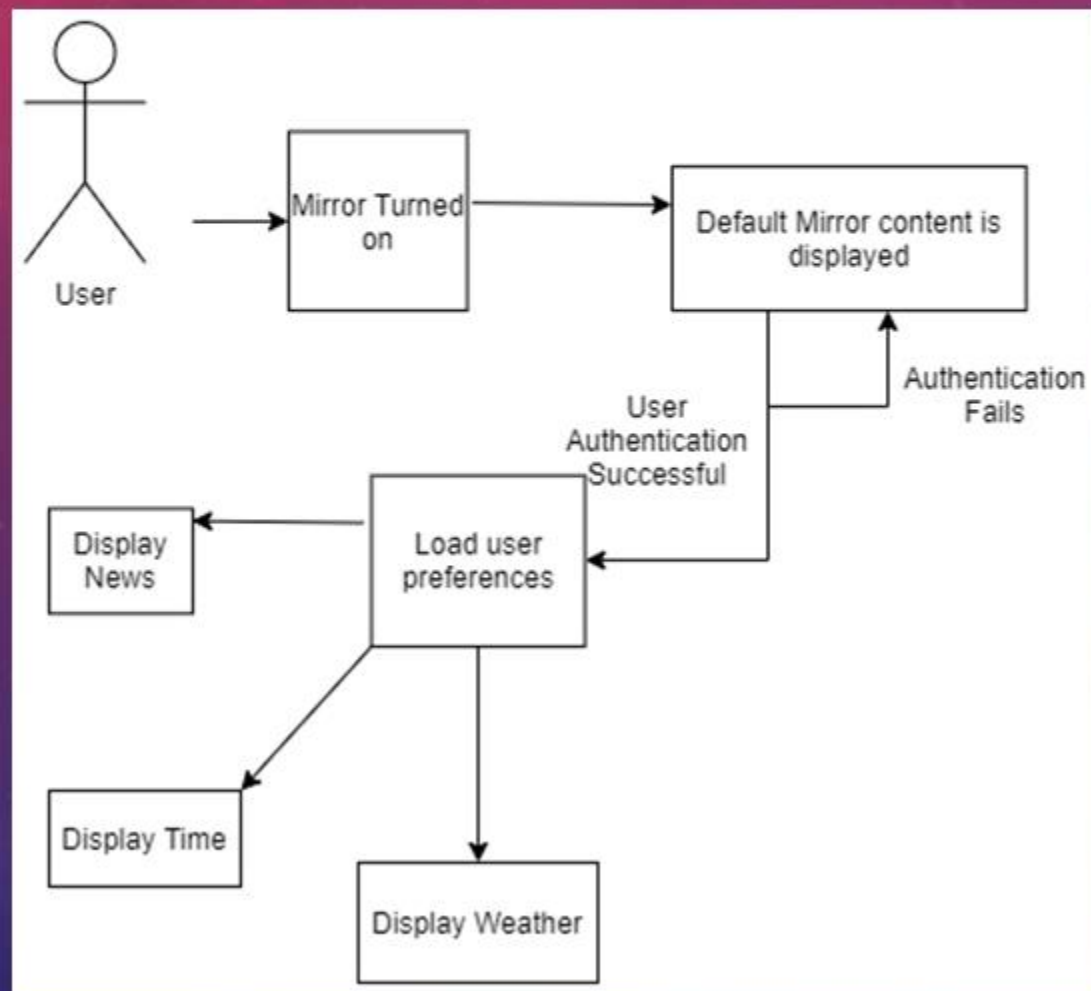 User
Mirror Turned
on
Default Mirror content is
displayed
Authentication
Fails
User
Authentication
Successful
Load user
preferences
Display
News
Display Time
Display Weather